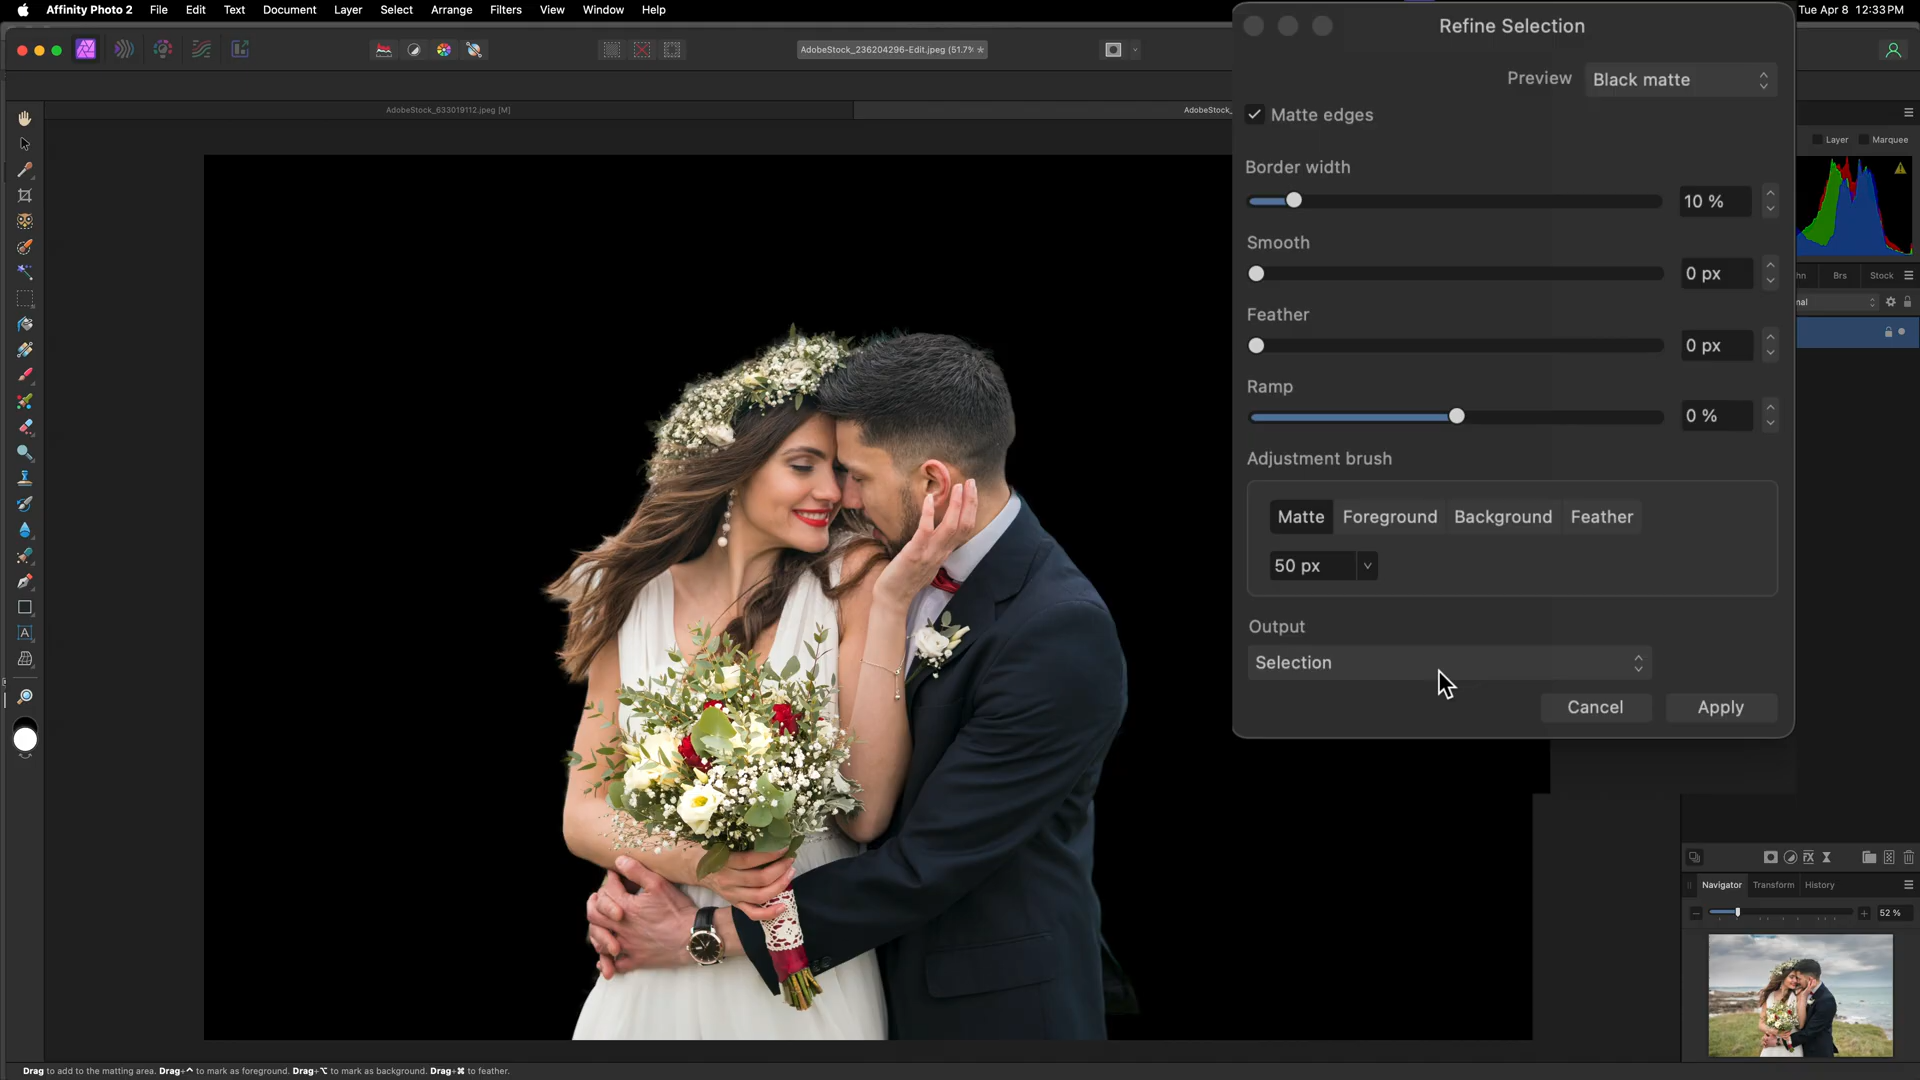 Affinity Photo 2 File Edit Text Document Layer Select Arrange Filters View Window Help
Tue Apr 8 12:33 PM
AdobeStock_236204296-Edit.jpeg (51.7% *
AdobeStock_633019112.jpeg [M]
AdobeStock_
Refine Selection
Preview Black matte
Matte edges
Border width
10 %
Smooth
0 px
Feather
0 px
Ramp
0 %
Adjustment brush
Matte Foreground Background Feather
50 px
Output
Selection
Cancel Apply
Layer Marquee
Brs Stock
Navigator Transform History
52 %
A
Drag to add to the matting area. Drag+^ to mark as foreground. Drag+⌥ to mark as background. Drag+⌘ to feather.